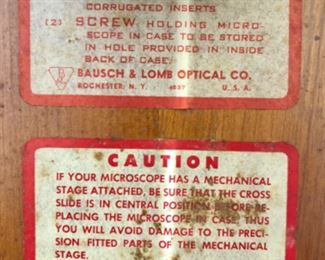 CORRUGATED INSERTS
(2) SCREW HOLDING MICRO-
SCOPE IN CASE TO BE STORED
IN HOLE PROVIDED IN INSIDE
BACK OF CASE.
BAUSCH & LOMB OPTICAL CO.
ROCHESTER, N. Y. U. S. A.
CAUTION
IF YOUR MICROSCOPE HAS A MECHANICAL
STAGE ATTACHED, BE SURE THAT THE CROSS
SLIDE IS IN CENTRAL POSITION BEFORE RE-
PLACING THE MICROSCOPE IN CASE, THUS
YOU WILL AVOID DAMAGE TO THE PRECI-
SION FITTED PARTS OF THE MECHANICAL
STAGE.